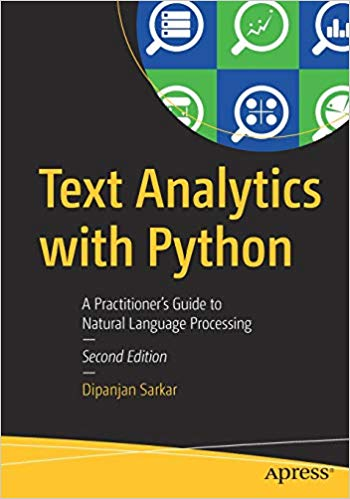 Text Analytics
with Python
A Practitioner's Guide to
Natural Language Processing
—
Second Edition
—
Dipanjan Sarkar
Apress®